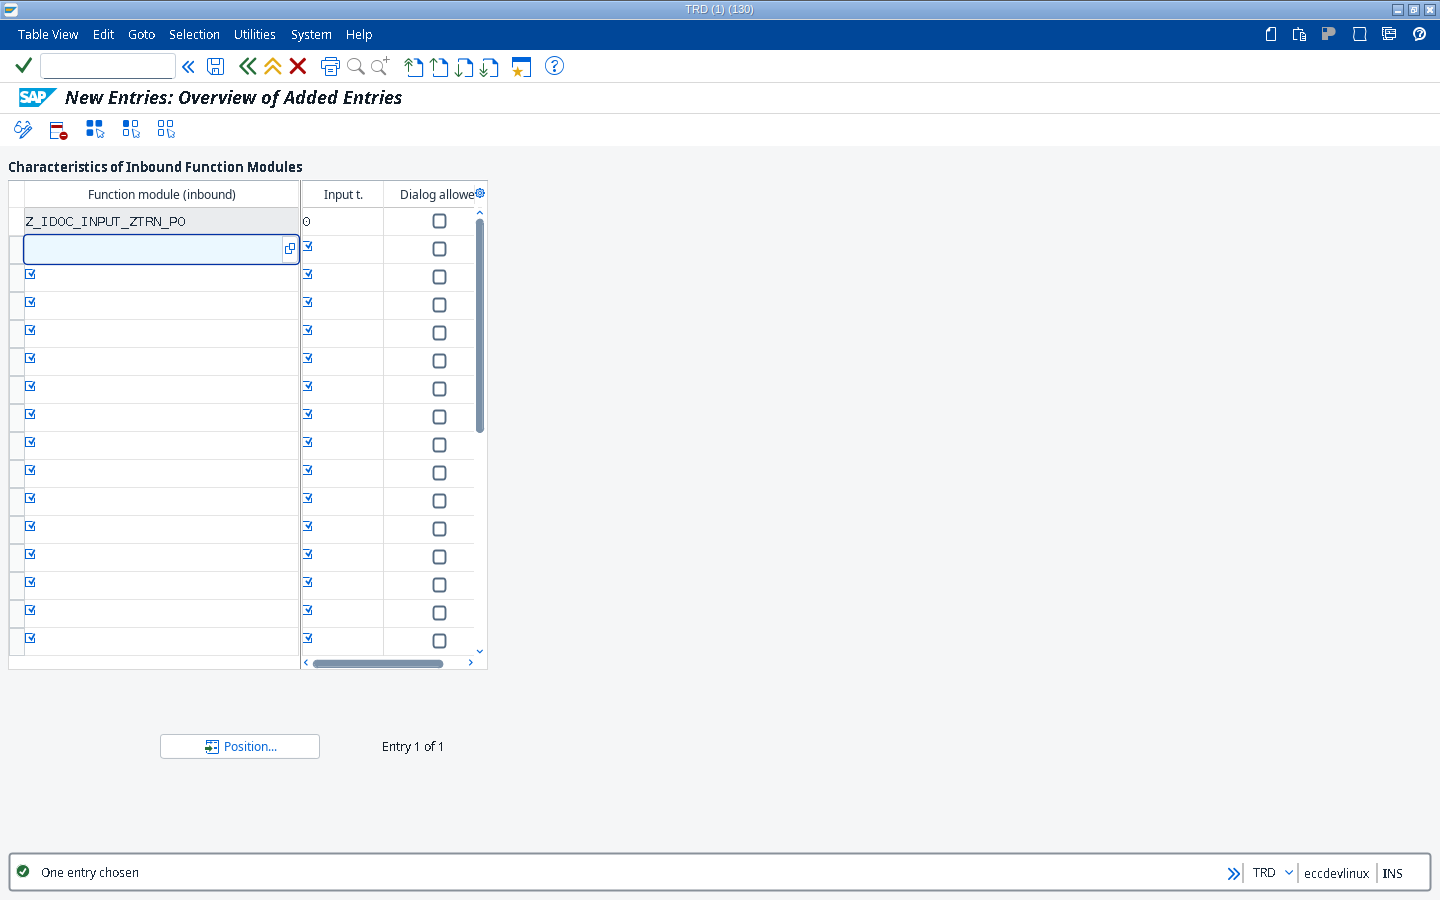 TRD (1) (130)
Table View Edit Goto Selection Utilities System Help
SAP New Entries: Overview of Added Entries
Characteristics of Inbound Function Modules
Function module (inbound) Input t. Dialog allowe
Z_IDOC_INPUT_ZTRN_PO 0
Position... Entry 1 of 1
One entry chosen TRD eccdevlinux INS